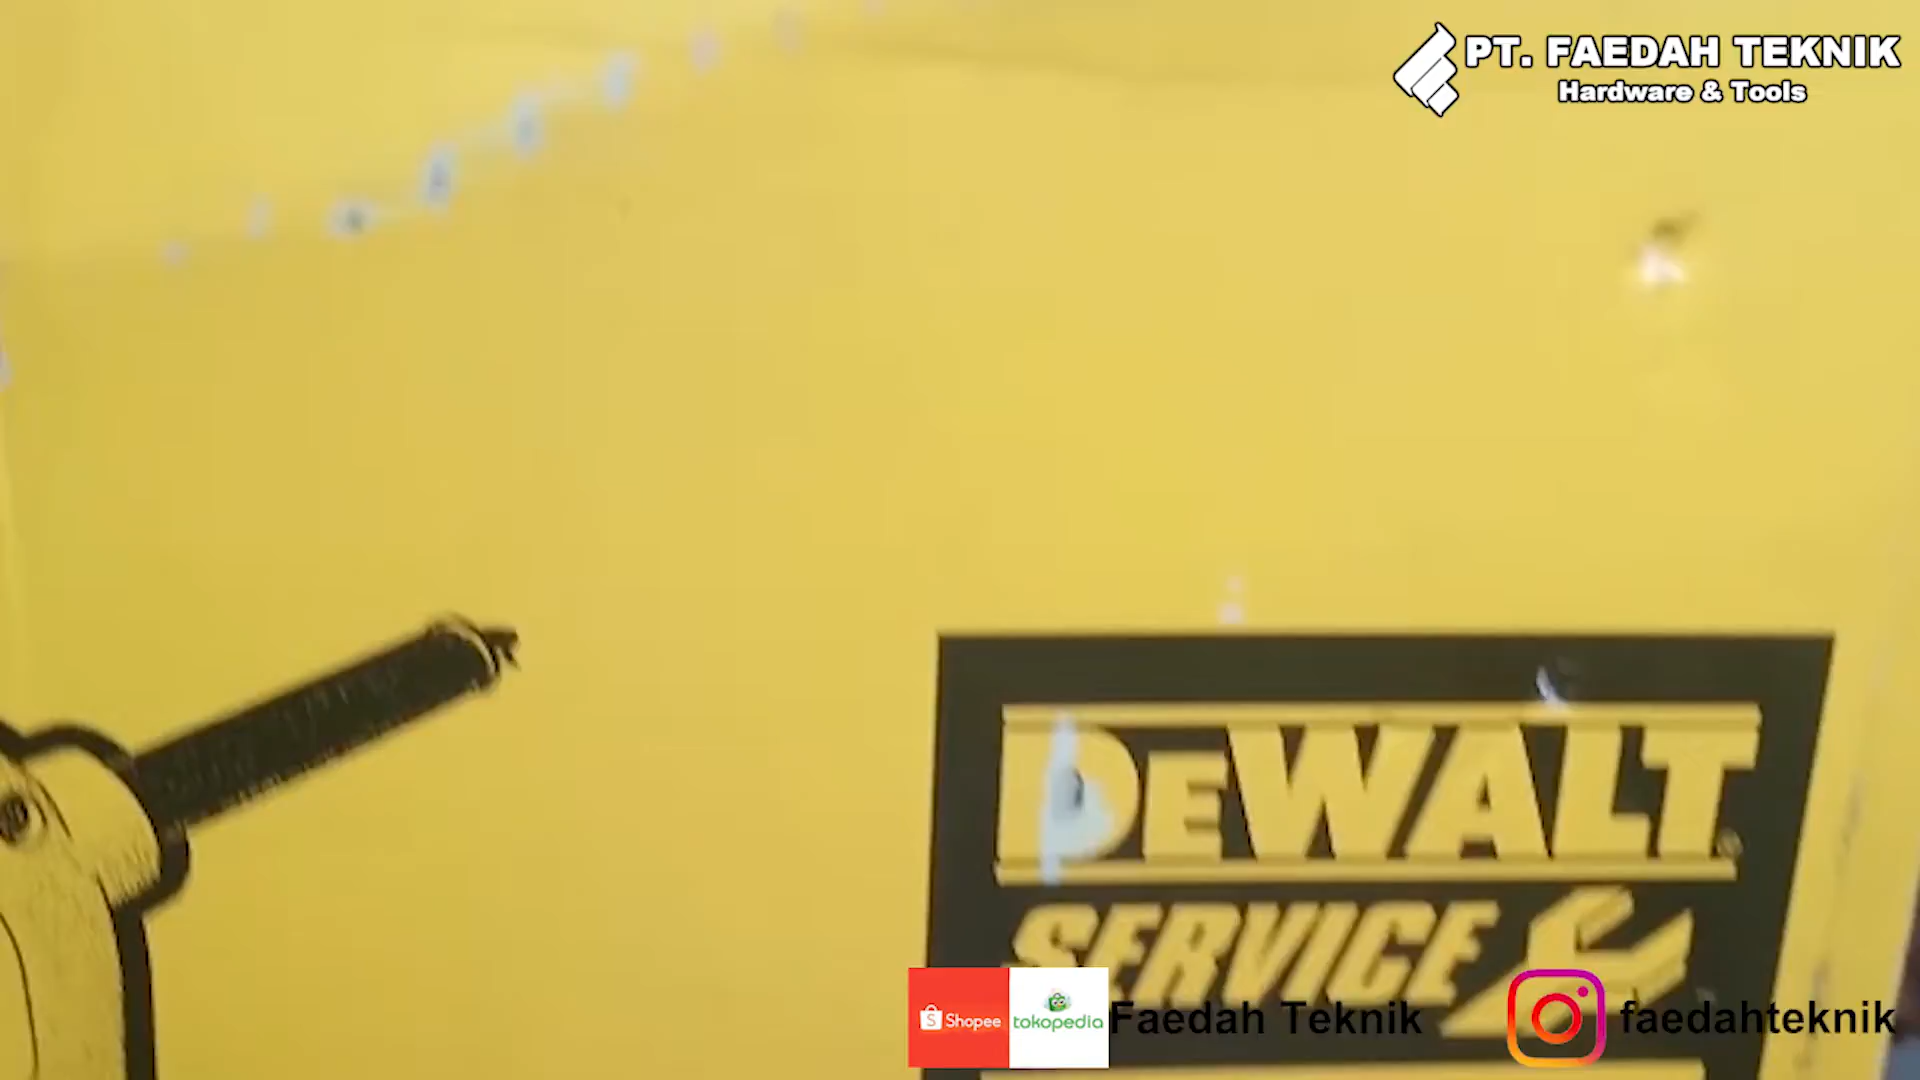 PT. FAEDAH TEKNIK
Hardware & Tools
DEWALT
SERVICE
Shopee
tokopedia
Faedah Teknik
faedahteknik